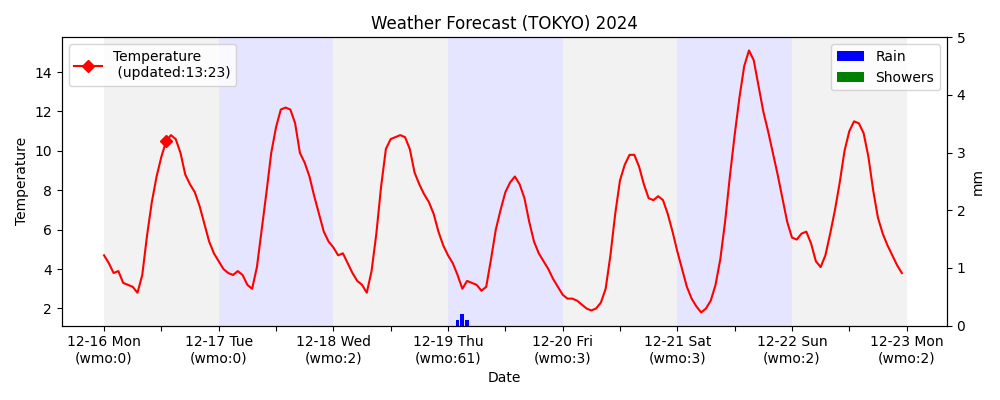 Weather Forecast (TOKYO) 2024
Temperature
(updated:13:23)
Rain
Showers
Temperature
14
12
10
8
6
4
2
5
4
3
2
1
0
mm
12-16 Mon
(wmo:0)
12-17 Tue
(wmo:0)
12-18 Wed
(wmo:2)
12-19 Thu
(wmo:61)
12-20 Fri
(wmo:3)
12-21 Sat
(wmo:3)
12-22 Sun
(wmo:2)
12-23 Mon
(wmo:2)
Date